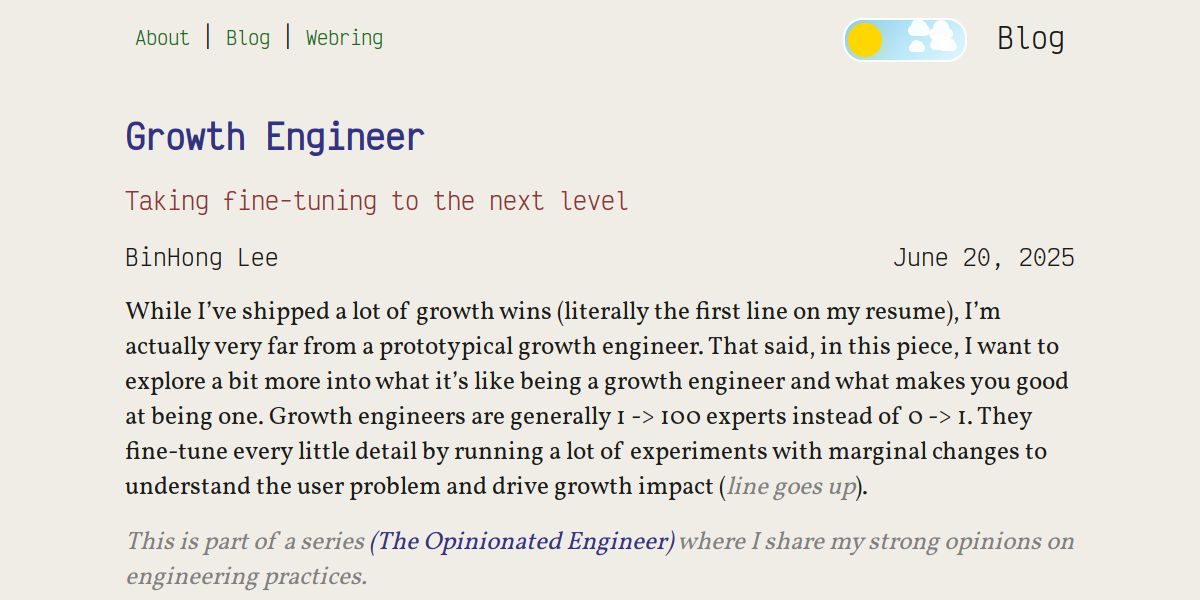 About | Blog | Webring
Blog
Growth Engineer
Taking fine-tuning to the next level
BinHong Lee June 20, 2025
While I’ve shipped a lot of growth wins (literally the first line on my resume), I’m
actually very far from a prototypical growth engineer. That said, in this piece, I want to
explore a bit more into what it’s like being a growth engineer and what makes you good
at being one. Growth engineers are generally 1 -> 100 experts instead of 0 -> 1. They
fine-tune every little detail by running a lot of experiments with marginal changes to
understand the user problem and drive growth impact (line goes up).
This is part of a series (The Opinionated Engineer) where I share my strong opinions on
engineering practices.